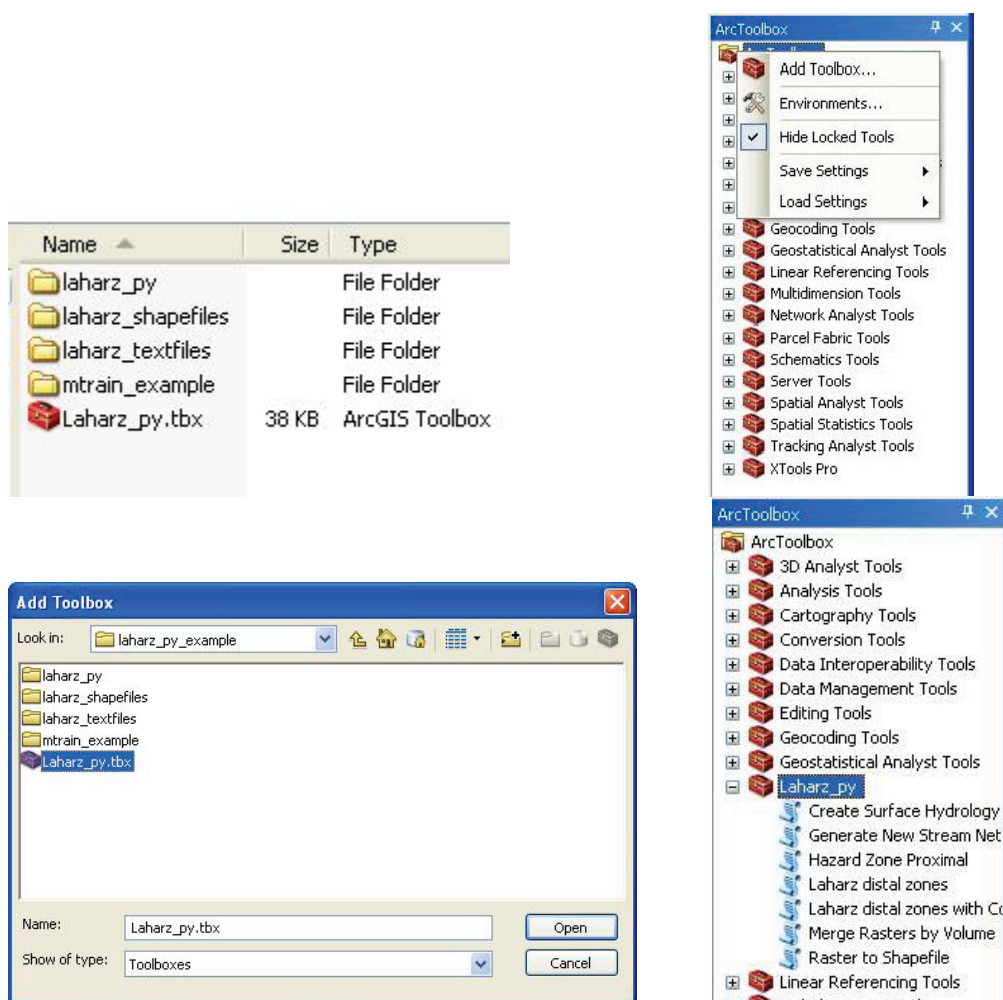 Name Size Type
laharz_py File Folder
laharz_shapefiles File Folder
laharz_textfiles File Folder
mtrain_example File Folder
Laharz_py.tbx 38 KB ArcGIS Toolbox
ArcToolbox
Add Toolbox...
Environments...
Hide Locked Tools
Save Settings
Load Settings
Geocoding Tools
Geostatistical Analyst Tools
Linear Referencing Tools
Multidimension Tools
Network Analyst Tools
Parcel Fabric Tools
Schematics Tools
Server Tools
Spatial Analyst Tools
Spatial Statistics Tools
Tracking Analyst Tools
XTools Pro
Add Toolbox
Look in: laharz_py_example
laharz_py
laharz_shapefiles
laharz_textfiles
mtrain_example
Laharz_py.tbx
Name: Laharz_py.tbx Open
Show of type: Toolboxes Cancel
ArcToolbox
ArcToolbox
3D Analyst Tools
Analysis Tools
Cartography Tools
Conversion Tools
Data Interoperability Tools
Data Management Tools
Editing Tools
Geocoding Tools
Geostatistical Analyst Tools
Laharz_py
Create Surface Hydrology
Generate New Stream Net
Hazard Zone Proximal
Laharz distal zones
Laharz distal zones with Co
Merge Rasters by Volume
Raster to Shapefile
Linear Referencing Tools